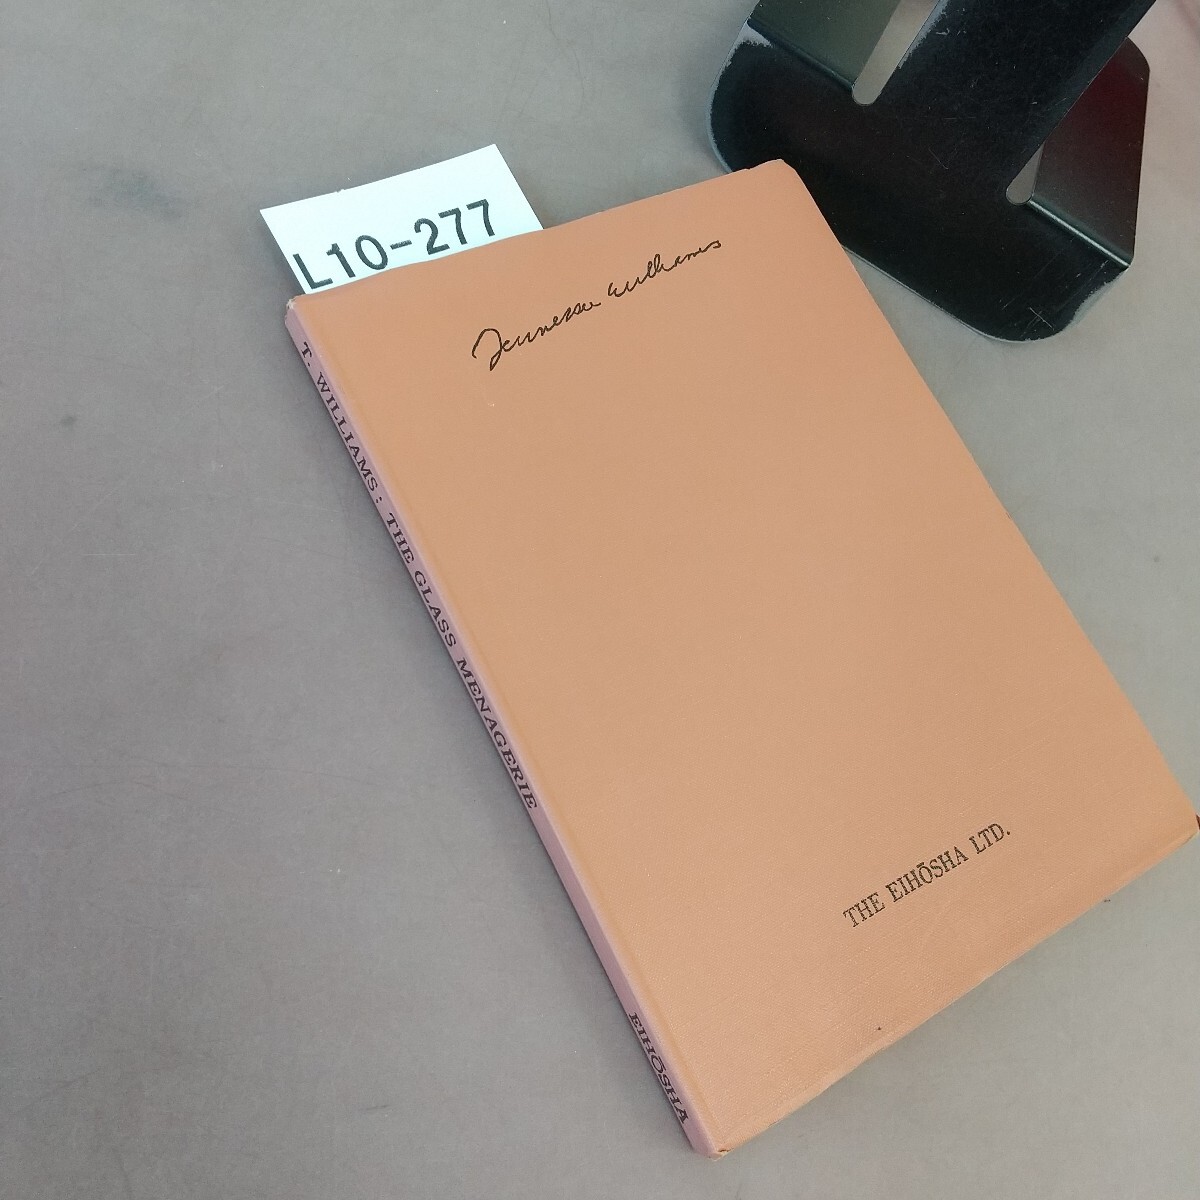 L10-277
Tennessee Williams
THE EIHŌSHA LTD.
T. WILLIAMS: THE GLASS MENAGERIE
EIHŌSHA